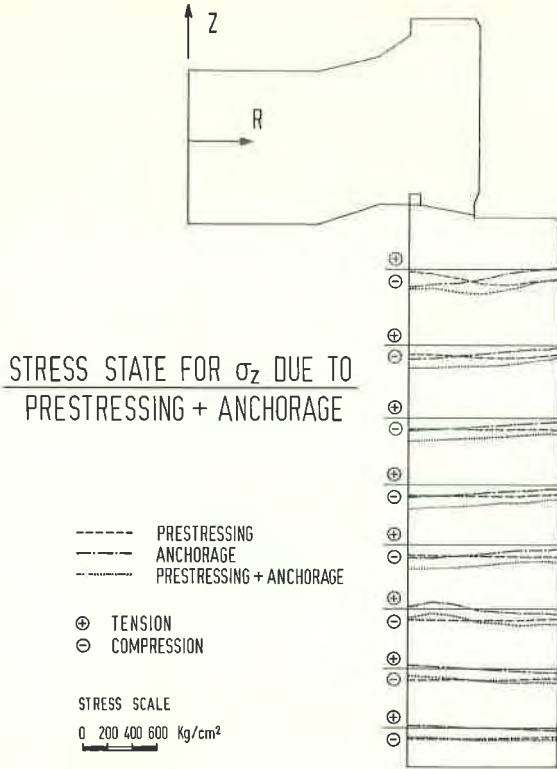 Z
R
⊕
⊖
⊕
⊖
STRESS STATE FOR σz DUE TO
PRESTRESSING + ANCHORAGE
⊕
⊖
⊕
⊖
⊕
⊖
⊕
⊖
⊕
⊖
⊕
⊖
PRESTRESSING
ANCHORAGE
PRESTRESSING + ANCHORAGE
⊕ TENSION
⊖ COMPRESSION
STRESS SCALE
0 200 400 600 Kg/cm²